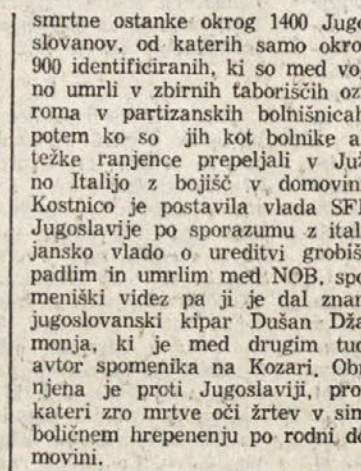 smrtne ostanke okrog 1400 Jugo
slovanov, od katerih samo okro
900 identificiranih, ki so med vo
no umrli v zbirnih taboriščih oz
roma v partizanskih bolnišnicah
potem ko so jih kot bolnike a
težke ranjence prepeljali v Juž
no Italijo z bojišč v domovin
Kostnico je postavila vlada SF
Jugoslavije po sporazumu z ital
jansko vlado o ureditvi grobiš
padlim in umrlim med NOB, spo
meniški videz pa ji je dal znan
jugoslovanski kipar Dušan Dža
monja, ki je med drugim tud
avtor spomenika na Kozari. Obr
njena je proti Jugoslaviji, pro
kateri zro mrtve oči žrtev v sim
boličnem hrepenenju po rodni do
movini.